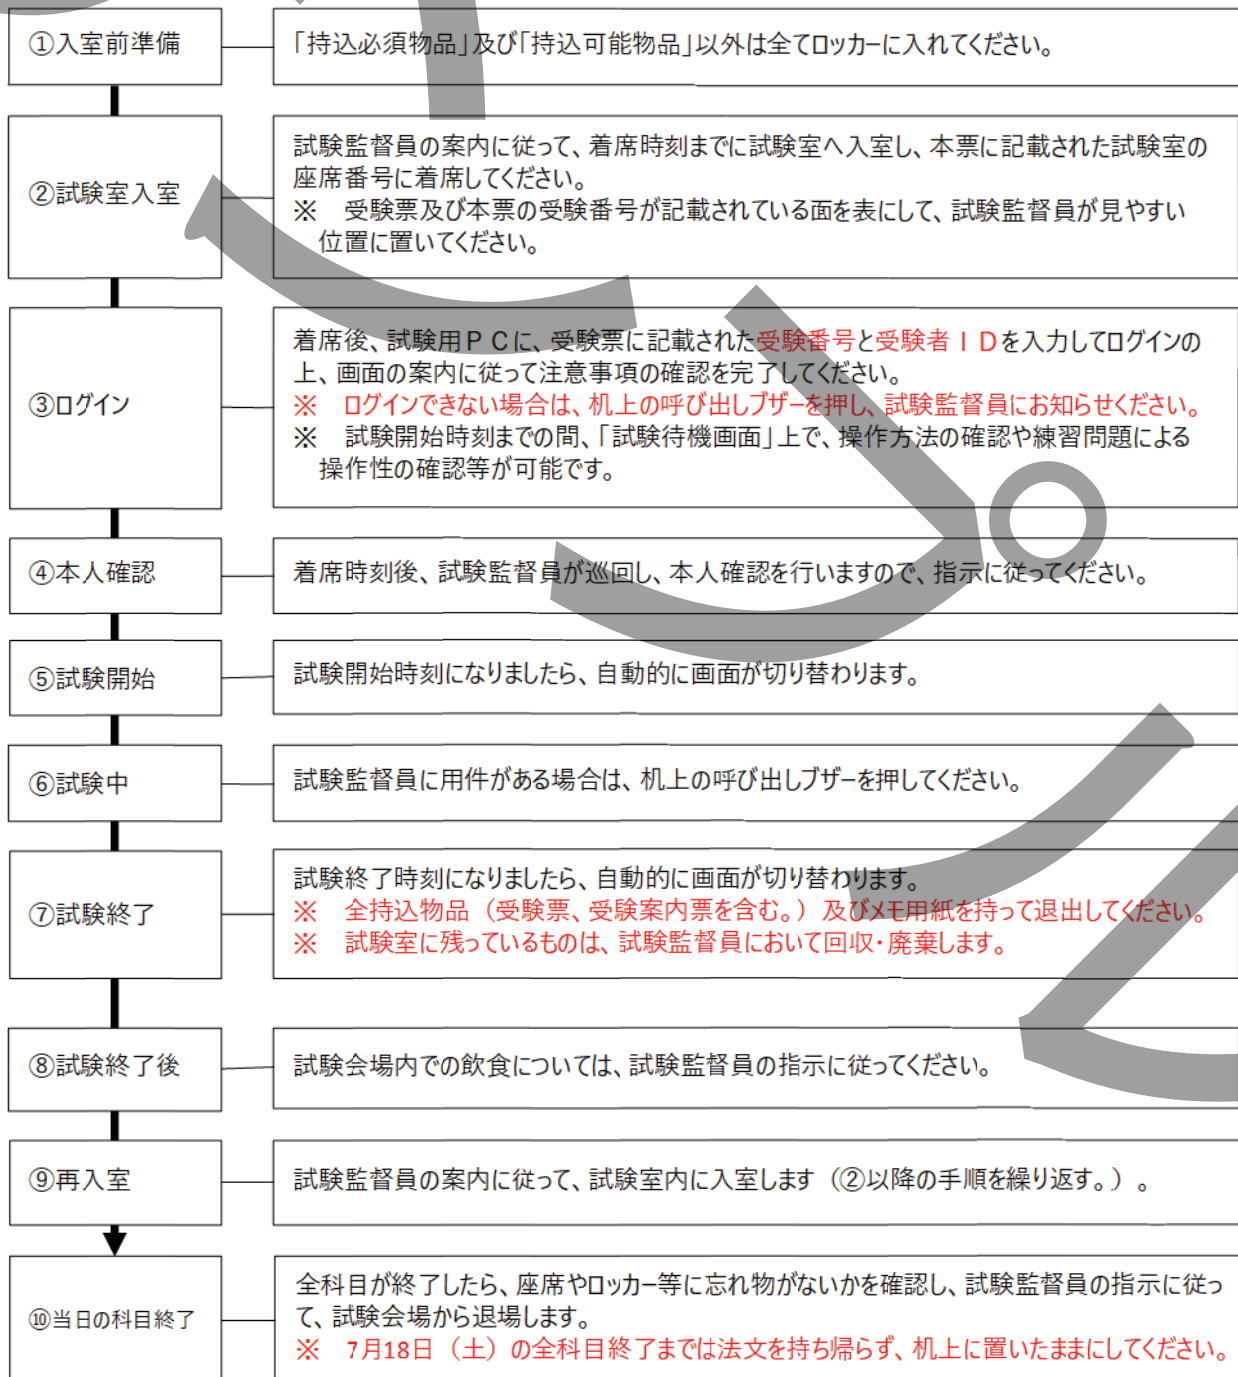 ①入室前準備
「持込必須物品」及び「持込可能物品」以外は全てロッカーに入れてください。
②試験室入室
試験監督員の案内に従って、着席時刻までに試験室へ入室し、本票に記載された試験室の
座席番号に着席してください。
※　受験票及び本票の受験番号が記載されている面を表にして、試験監督員が見やすい
位置に置いてください。
③ログイン
着席後、試験用ＰＣに、受験票に記載された受験番号と受験者ＩＤを入力してログインの
上、画面の案内に従って注意事項の確認を完了してください。
※　ログインできない場合は、机上の呼び出しブザーを押し、試験監督員にお知らせください。
※　試験開始時刻までの間、「試験待機画面」上で、操作方法の確認や練習問題による
操作性の確認等が可能です。
④本人確認
着席時刻後、試験監督員が巡回し、本人確認を行いますので、指示に従ってください。
⑤試験開始
試験開始時刻になりましたら、自動的に画面が切り替わります。
⑥試験中
試験監督員に用件がある場合は、机上の呼び出しブザーを押してください。
⑦試験終了
試験終了時刻になりましたら、自動的に画面が切り替わります。
※　全持込物品（受験票、受験案内票を含む。）及びメモ用紙を持って退出してください。
※　試験室に残っているものは、試験監督員において回収・廃棄します。
⑧試験終了後
試験会場内での飲食については、試験監督員の指示に従ってください。
⑨再入室
試験監督員の案内に従って、試験室内に入室します（②以降の手順を繰り返す。）。
⑩当日の科目終了
全科目が終了したら、座席やロッカー等に忘れ物がないかを確認し、試験監督員の指示に従っ
て、試験会場から退場します。
※　7月18日（土）の全科目終了までは法文を持ち帰らず、机上に置いたままにしてください。